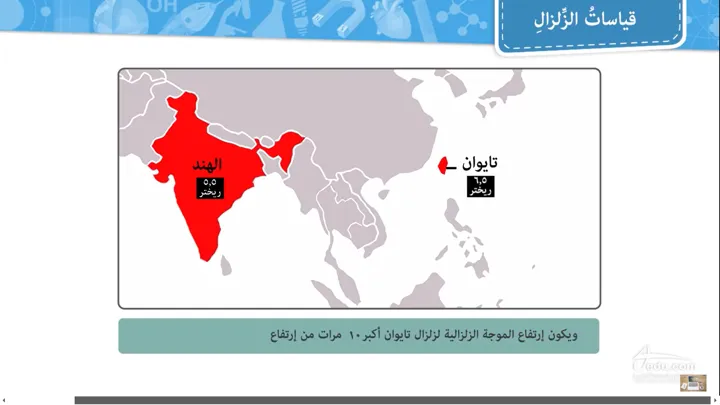 قياساتُ الزِّلزالِ
تايوان
٦,٥
ريختر
الهند
٥,٥
ريختر
ويكون إرتفاع الموجة الزلزالية لزلزال تايوان أكبر ١٠ مرات من إرتفاع
OH